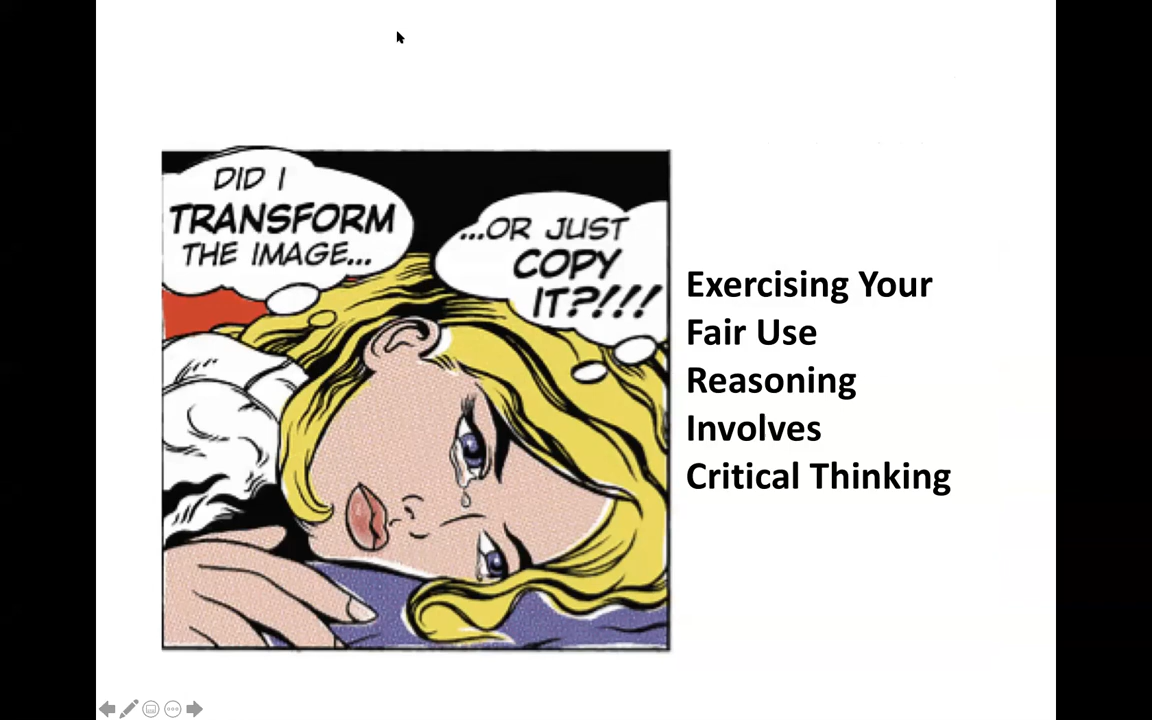 DID I
TRANSFORM
THE IMAGE...
...OR JUST
COPY
IT?!!!
Exercising Your
Fair Use
Reasoning
Involves
Critical Thinking